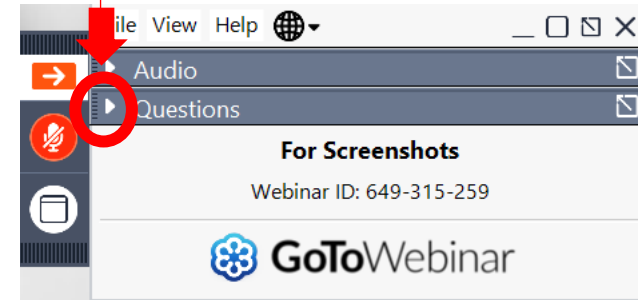 ile View Help
Audio
Questions
For Screenshots
Webinar ID: 649-315-259
GoToWebinar